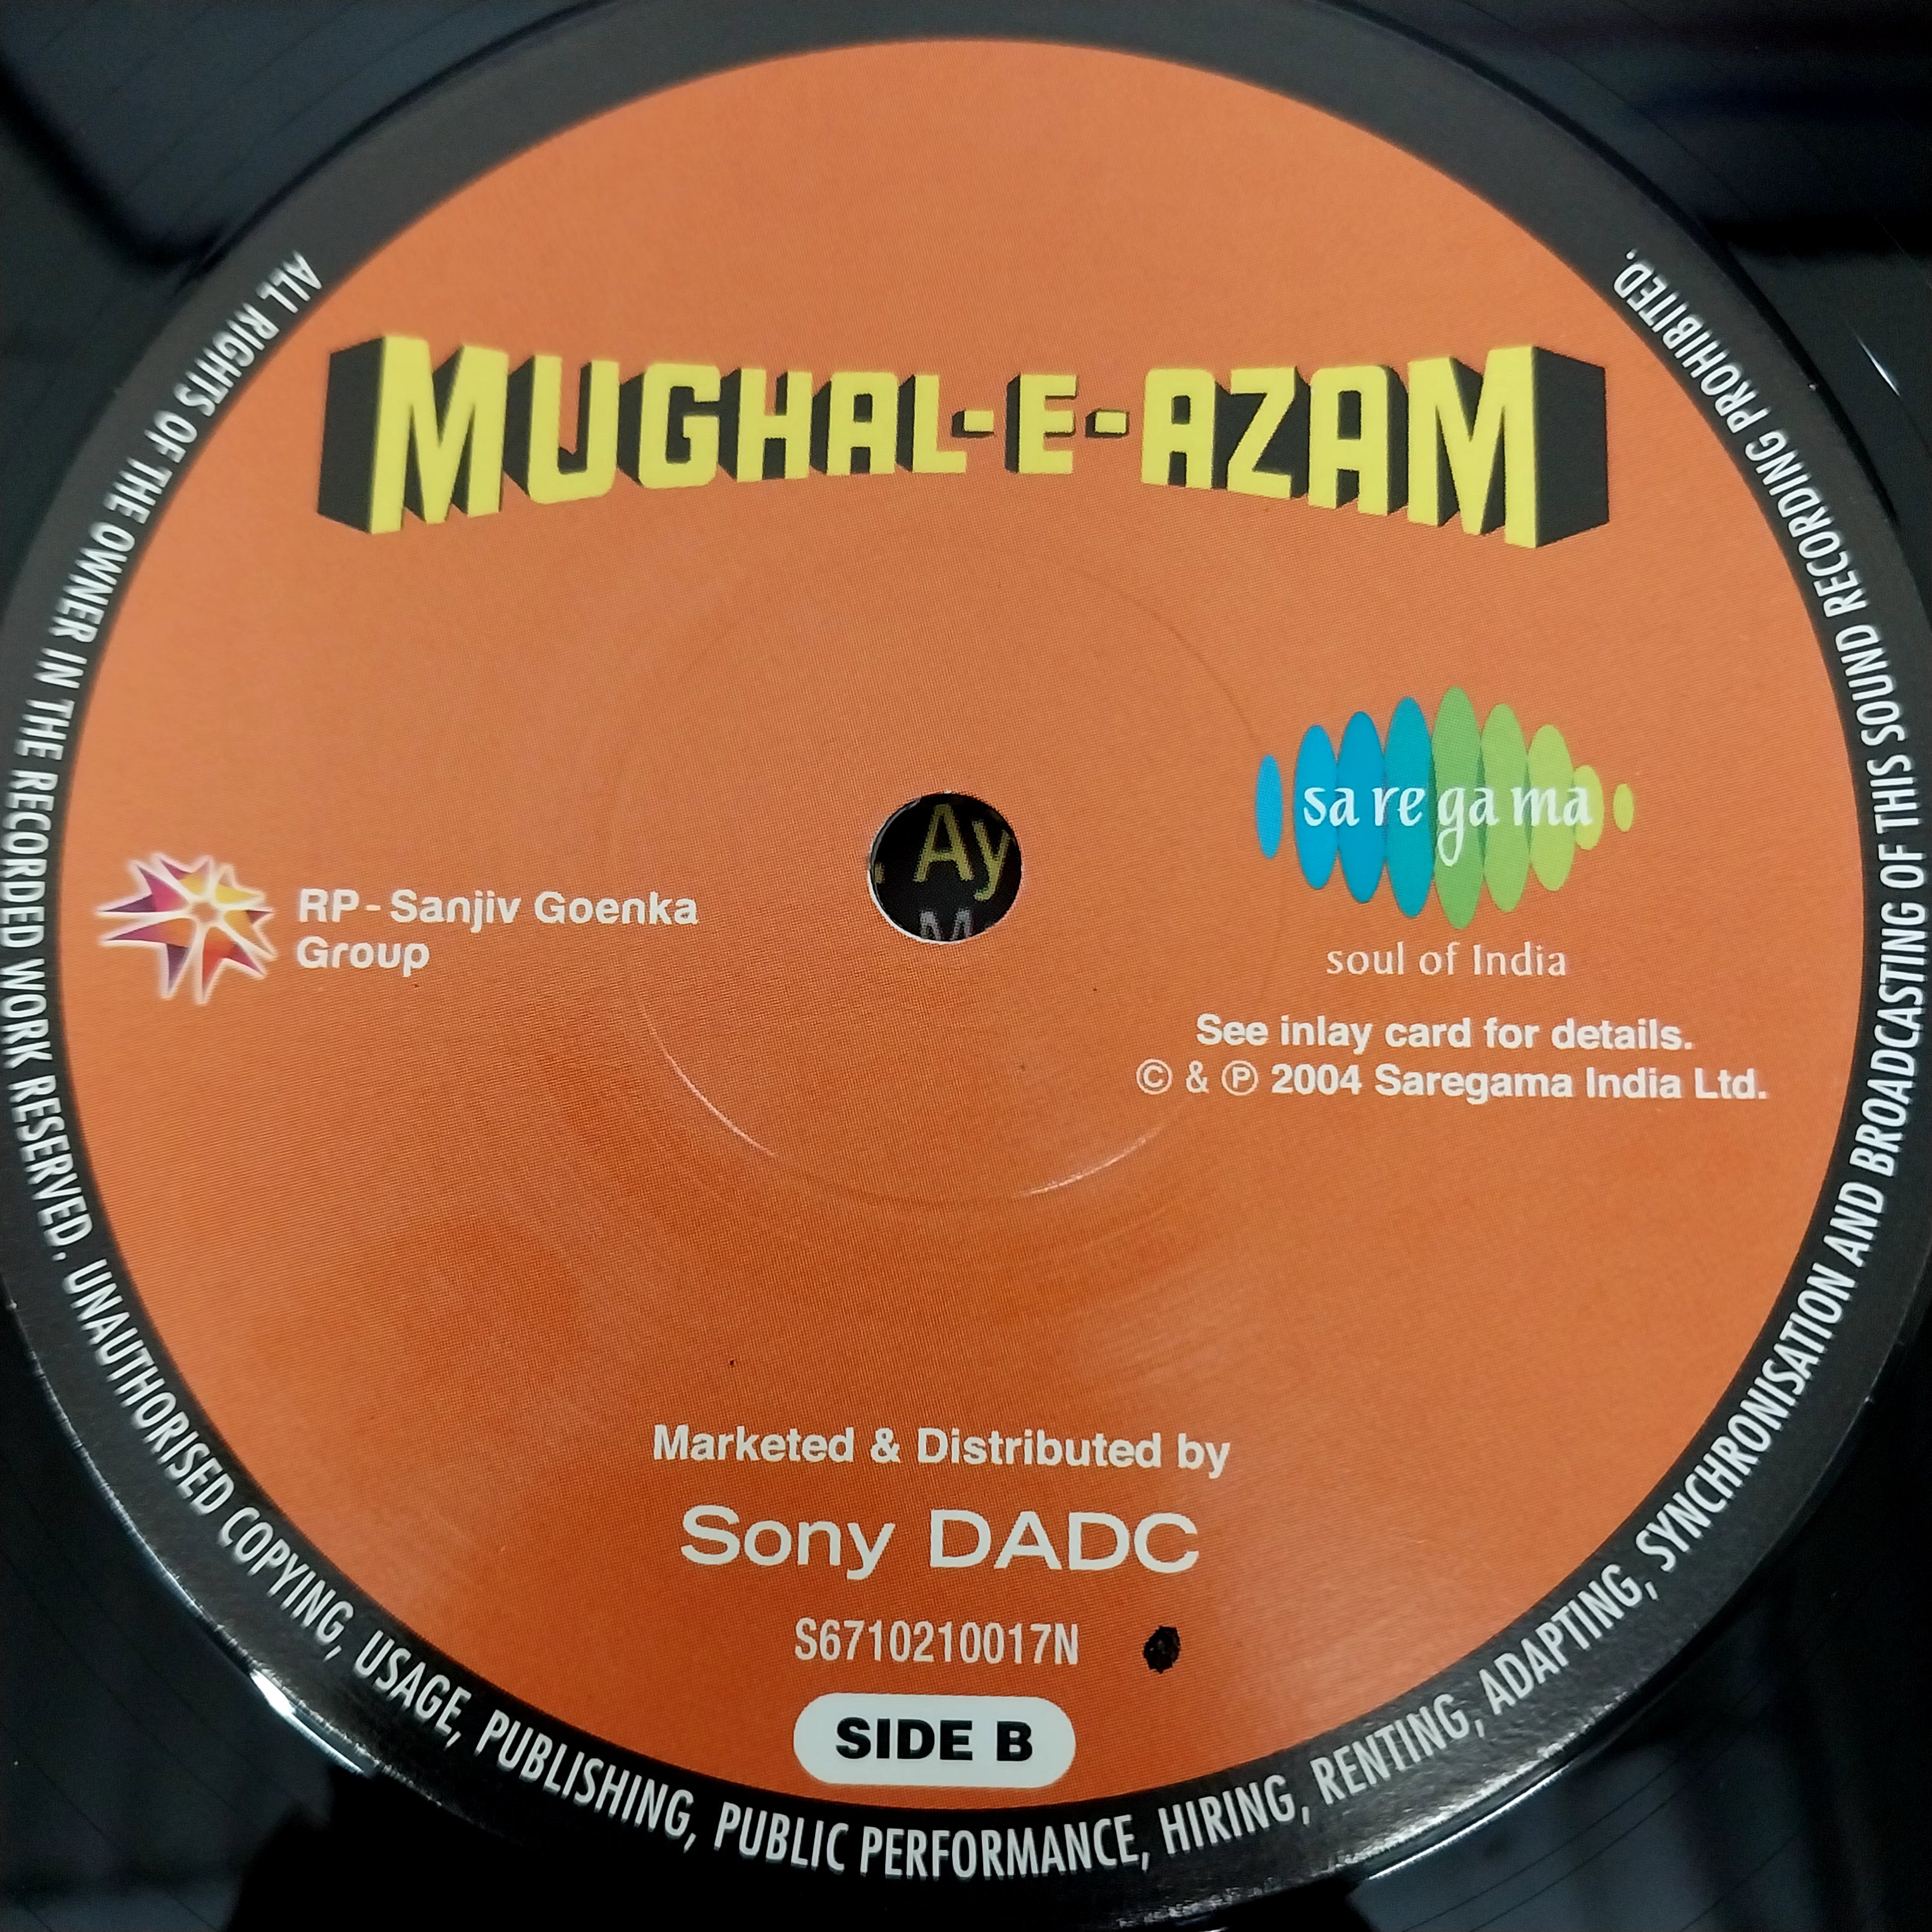 MUGHAL-E-AZAM
sa re ga ma
soul of India
RP-Sanjiv Goenka
Group
. Ay
M
See inlay card for details.
© & ℗ 2004 Saregama India Ltd.
Marketed & Distributed by
Sony DADC
S6710210017N
SIDE B
ALL RIGHTS OF THE OWNER IN THE RECORDED WORK RESERVED. UNAUTHORISED COPYING, USAGE, PUBLISHING, PUBLIC PERFORMANCE, HIRING, RENTING, ADAPTING, SYNCHRONISATION AND BROADCASTING OF THIS SOUND RECORDING PROHIBITED.